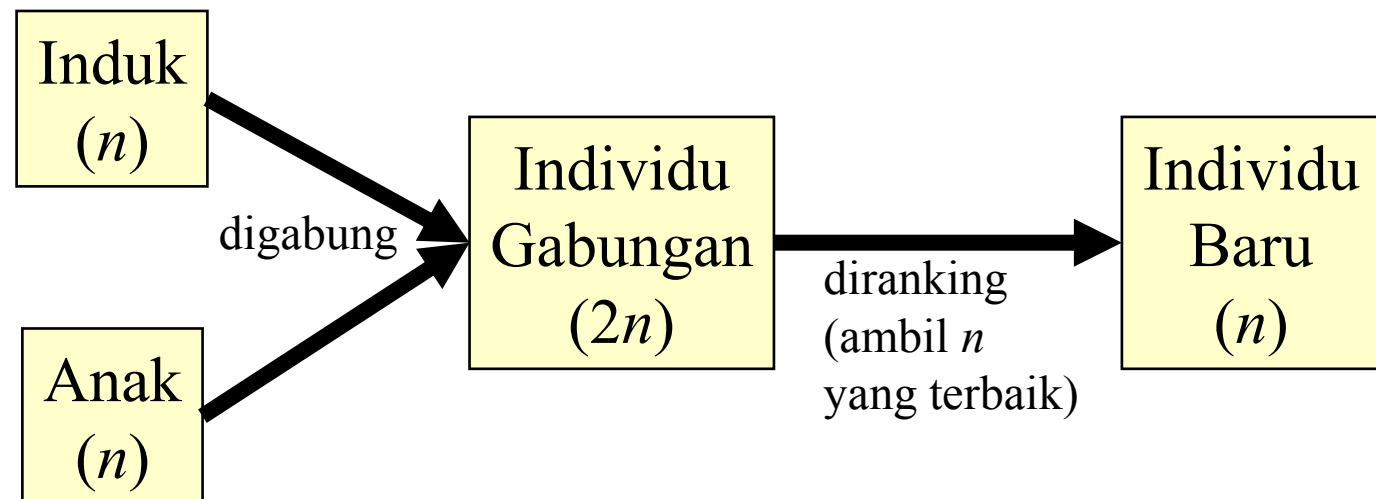 Induk
(n)
digabung
Anak
(n)
Individu
Gabungan
(2n)
diranking
(ambil n
yang terbaik)
Individu
Baru
(n)